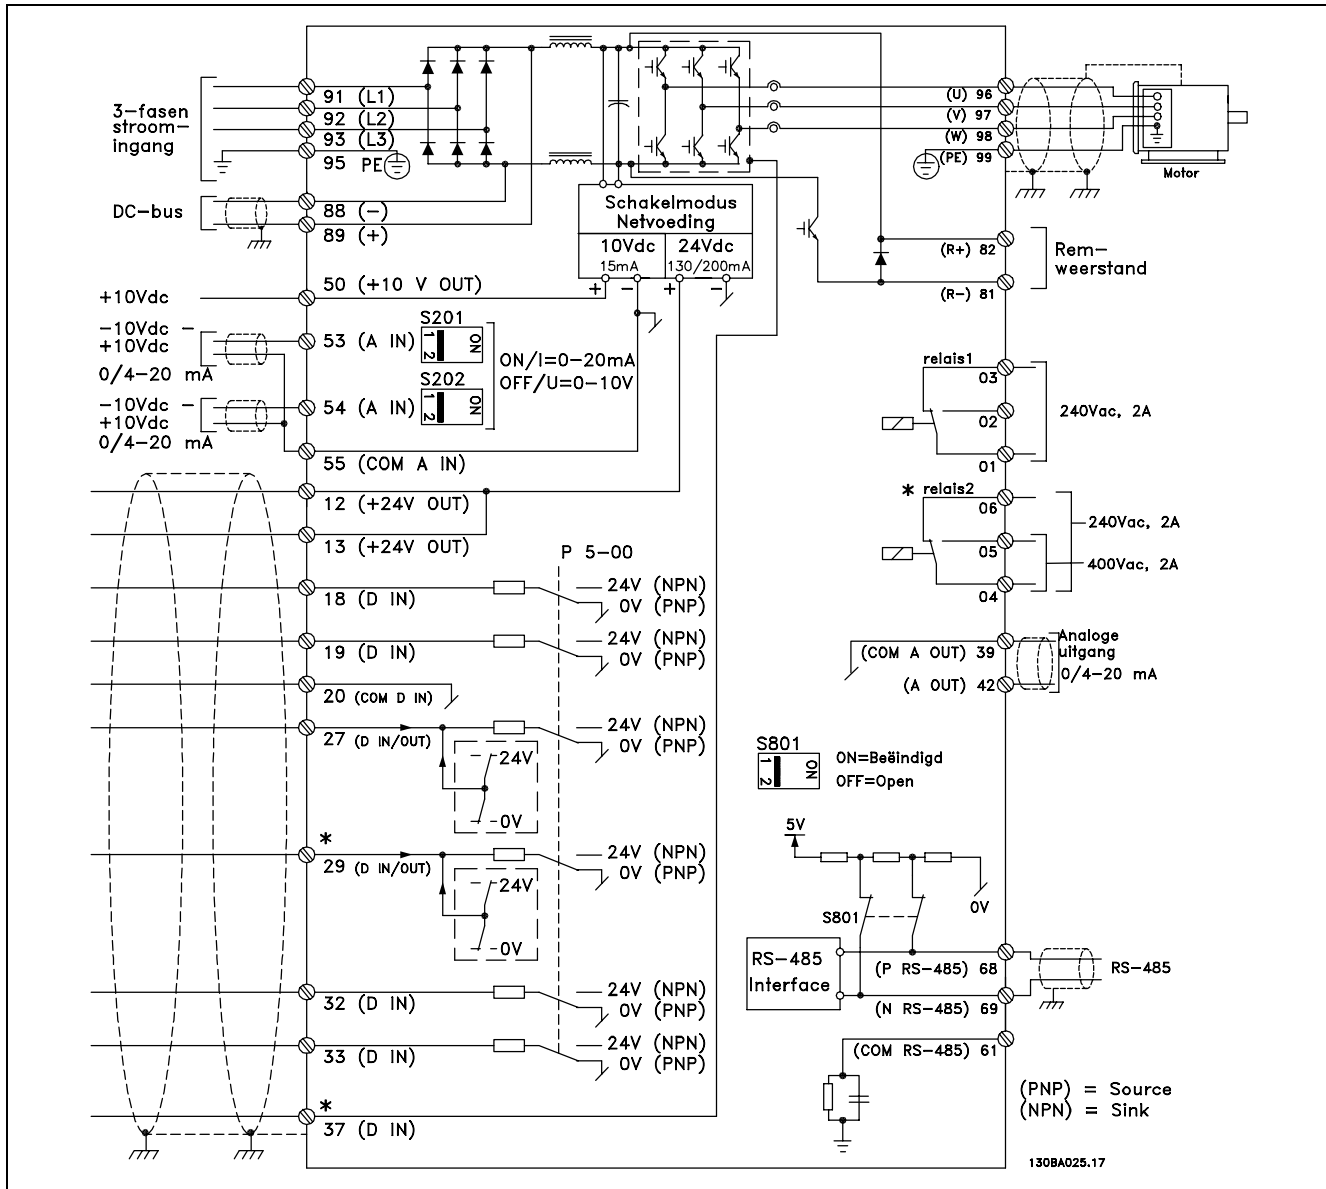 3-fasen
stroom-
ingang
91 (L1)
92 (L2)
93 (L3)
95 PE
DC-bus
88 (-)
89 (+)
+10Vdc
50 (+10 V OUT)
-10Vdc -
+10Vdc
0/4-20 mA
53 (A IN)
S201
1 2 ON
S202
1 2 ON
ON/I=0-20mA
OFF/U=0-10V
-10Vdc -
+10Vdc
0/4-20 mA
54 (A IN)
55 (COM A IN)
12 (+24V OUT)
13 (+24V OUT)
P 5-00
18 (D IN)
24V (NPN)
0V (PNP)
19 (D IN)
24V (NPN)
0V (PNP)
20 (COM D IN)
27 (D IN/OUT)
24V (NPN)
0V (PNP)
24V
0V
*
29 (D IN/OUT)
24V (NPN)
0V (PNP)
24V
0V
32 (D IN)
24V (NPN)
0V (PNP)
33 (D IN)
24V (NPN)
0V (PNP)
*
37 (D IN)
Schakelmodus
Netvoeding
10Vdc
15mA
24Vdc
130/200mA
+ - + -
(U) 96
(V) 97
(W) 98
(PE) 99
Motor
(R+) 82
(R-) 81
Rem-
weerstand
relais1
03
02
01
240Vac, 2A
* relais2
06
05
04
240Vac, 2A
400Vac, 2A
(COM A OUT) 39
(A OUT) 42
Analoge
uitgang
0/4-20 mA
S801
1 2 ON
ON=Beëindigd
OFF=Open
5V
0V
S801
RS-485
Interface
(P RS-485) 68
(N RS-485) 69
RS-485
(COM RS-485) 61
(PNP) = Source
(NPN) = Sink
130BA025.17